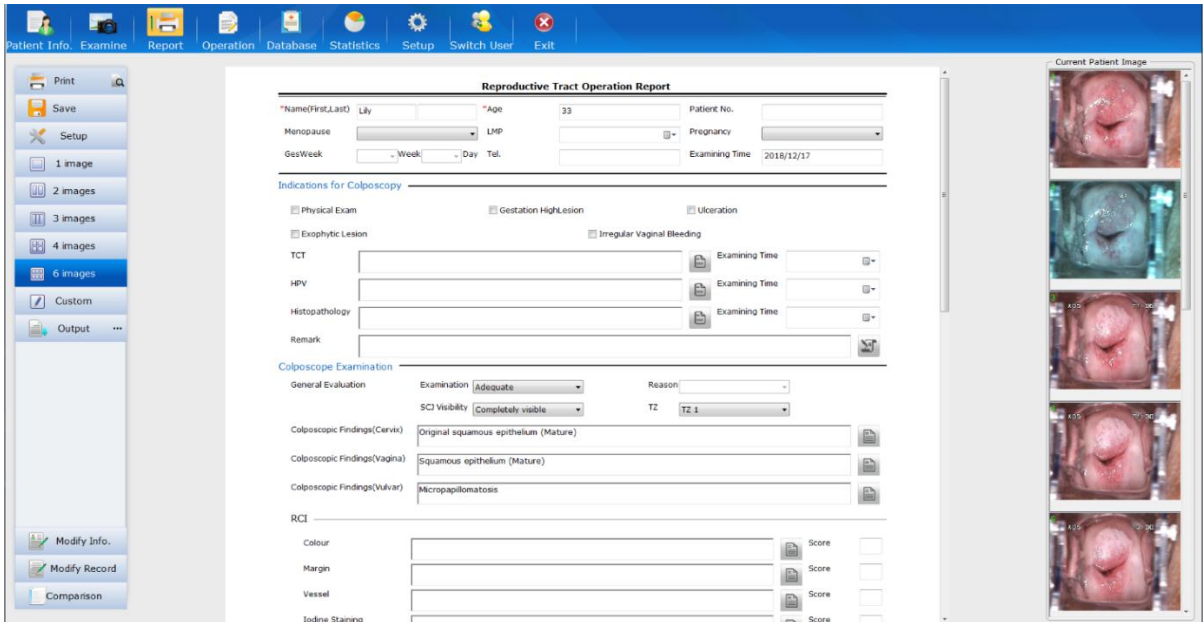 Patient Info. Examine Report Operation Database Statistics Setup Switch User Exit
Print
Save
Setup
1 image
2 images
3 images
4 images
6 images
Custom
Output ...
Modify Info.
Modify Record
Comparison
Reproductive Tract Operation Report
*Name(First,Last) Lily *Age 33 Patient No.
Menopause LMP Pregnancy
GesWeek Week Day Tel. Examining Time 2018/12/17
Indications for Colposcopy
Physical Exam Gestation HighLesion Ulceration
Exophytic Lesion Irregular Vaginal Bleeding
TCT Examining Time
HPV Examining Time
Histopathology Examining Time
Remark
Colposcope Examination
General Evaluation Examination Adequate Reason
SCJ Visibility Completely visible TZ TZ 1
Colposcopic Findings(Cervix) Original squamous epithelium (Mature)
Colposcopic Findings(Vagina) Squamous epithelium (Mature)
Colposcopic Findings(Vulvar) Micropapilomatosis
RCI
Colour Score
Margin Score
Vessel Score
Iodine Staining Score
Current Patient Image